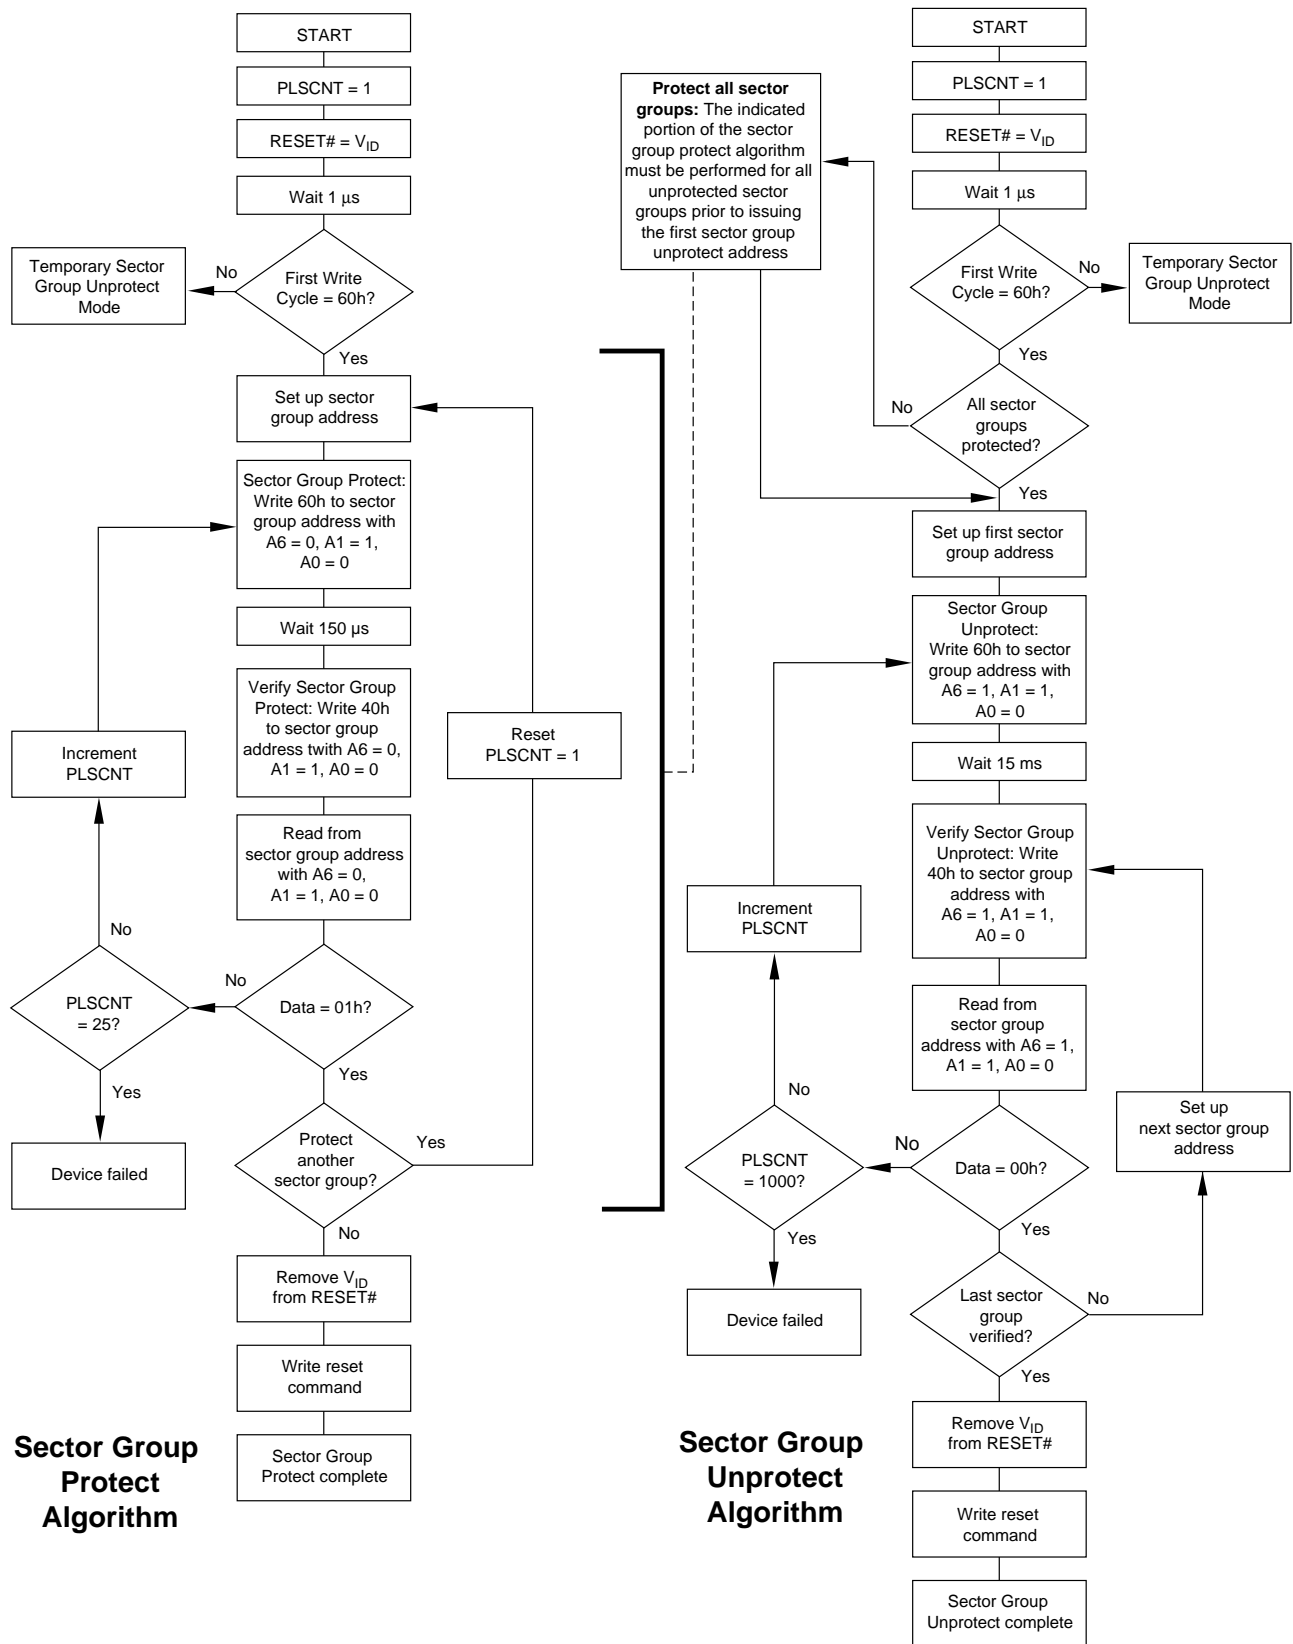 START
PLSCNT = 1
RESET# = VID
Wait 1 μs
First Write
Cycle = 60h?
No
Temporary Sector
Group Unprotect
Mode
Yes
Set up sector
group address
Sector Group Protect:
Write 60h to sector
group address with
A6 = 0, A1 = 1,
A0 = 0
Wait 150 µs
Verify Sector Group
Protect: Write 40h
to sector group
address twith A6 = 0,
A1 = 1, A0 = 0
Reset
PLSCNT = 1
Increment
PLSCNT
Read from
sector group address
with A6 = 0,
A1 = 1, A0 = 0
No
No
PLSCNT
= 25?
Data = 01h?
Yes
Yes
Device failed
Protect
another
sector group?
Yes
No
Remove VID
from RESET#
Write reset
command
Sector Group
Protect complete
Sector Group
Protect
Algorithm
Protect all sector
groups: The indicated
portion of the sector
group protect algorithm
must be performed for all
unprotected sector
groups prior to issuing
the first sector group
unprotect address
START
PLSCNT = 1
RESET# = VID
Wait 1 μs
First Write
Cycle = 60h?
No
Temporary Sector
Group Unprotect
Mode
Yes
No
All sector
groups
protected?
Yes
Set up first sector
group address
Sector Group
Unprotect:
Write 60h to sector
group address with
A6 = 1, A1 = 1,
A0 = 0
Wait 15 ms
Verify Sector Group
Unprotect: Write
40h to sector group
address with
A6 = 1, A1 = 1,
A0 = 0
Increment
PLSCNT
Read from
sector group
address with A6 = 1,
A1 = 1, A0 = 0
No
No
Set up
next sector group
address
PLSCNT
= 1000?
Data = 00h?
Yes
Yes
Device failed
Last sector
group
verified?
No
Yes
Remove VID
from RESET#
Write reset
command
Sector Group
Unprotect complete
Sector Group
Unprotect
Algorithm